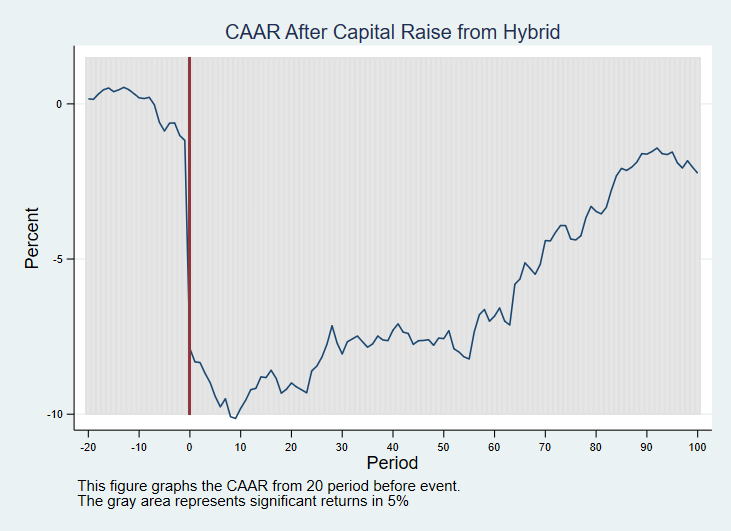 CAAR After Capital Raise from Hybrid
0
-5
-10
Percent
-20 -10 0 10 20 30 40 50 60 70 80 90 100
Period
This figure graphs the CAAR from 20 period before event.
The gray area represents significant returns in 5%